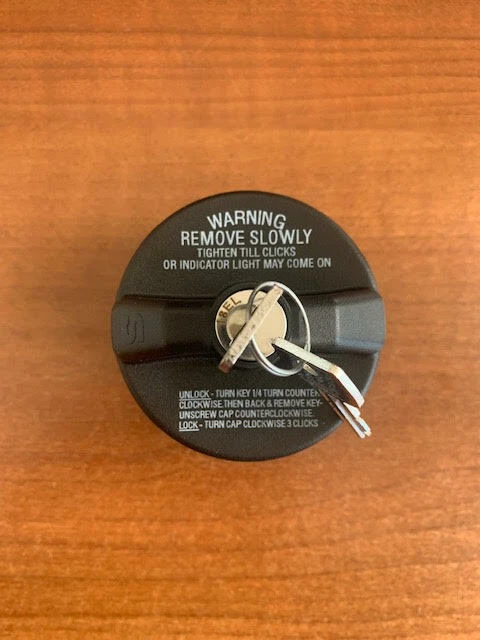 WARNING
REMOVE SLOWLY
TIGHTEN TILL CLICKS
OR INDICATOR LIGHT MAY COME ON
UNLOCK - TURN KEY 1/4 TURN COUNTER-
CLOCKWISE, THEN BACK & REMOVE KEY-
UNSCREW CAP COUNTERCLOCKWISE.
LOCK - TURN CAP CLOCKWISE 3 CLICKS